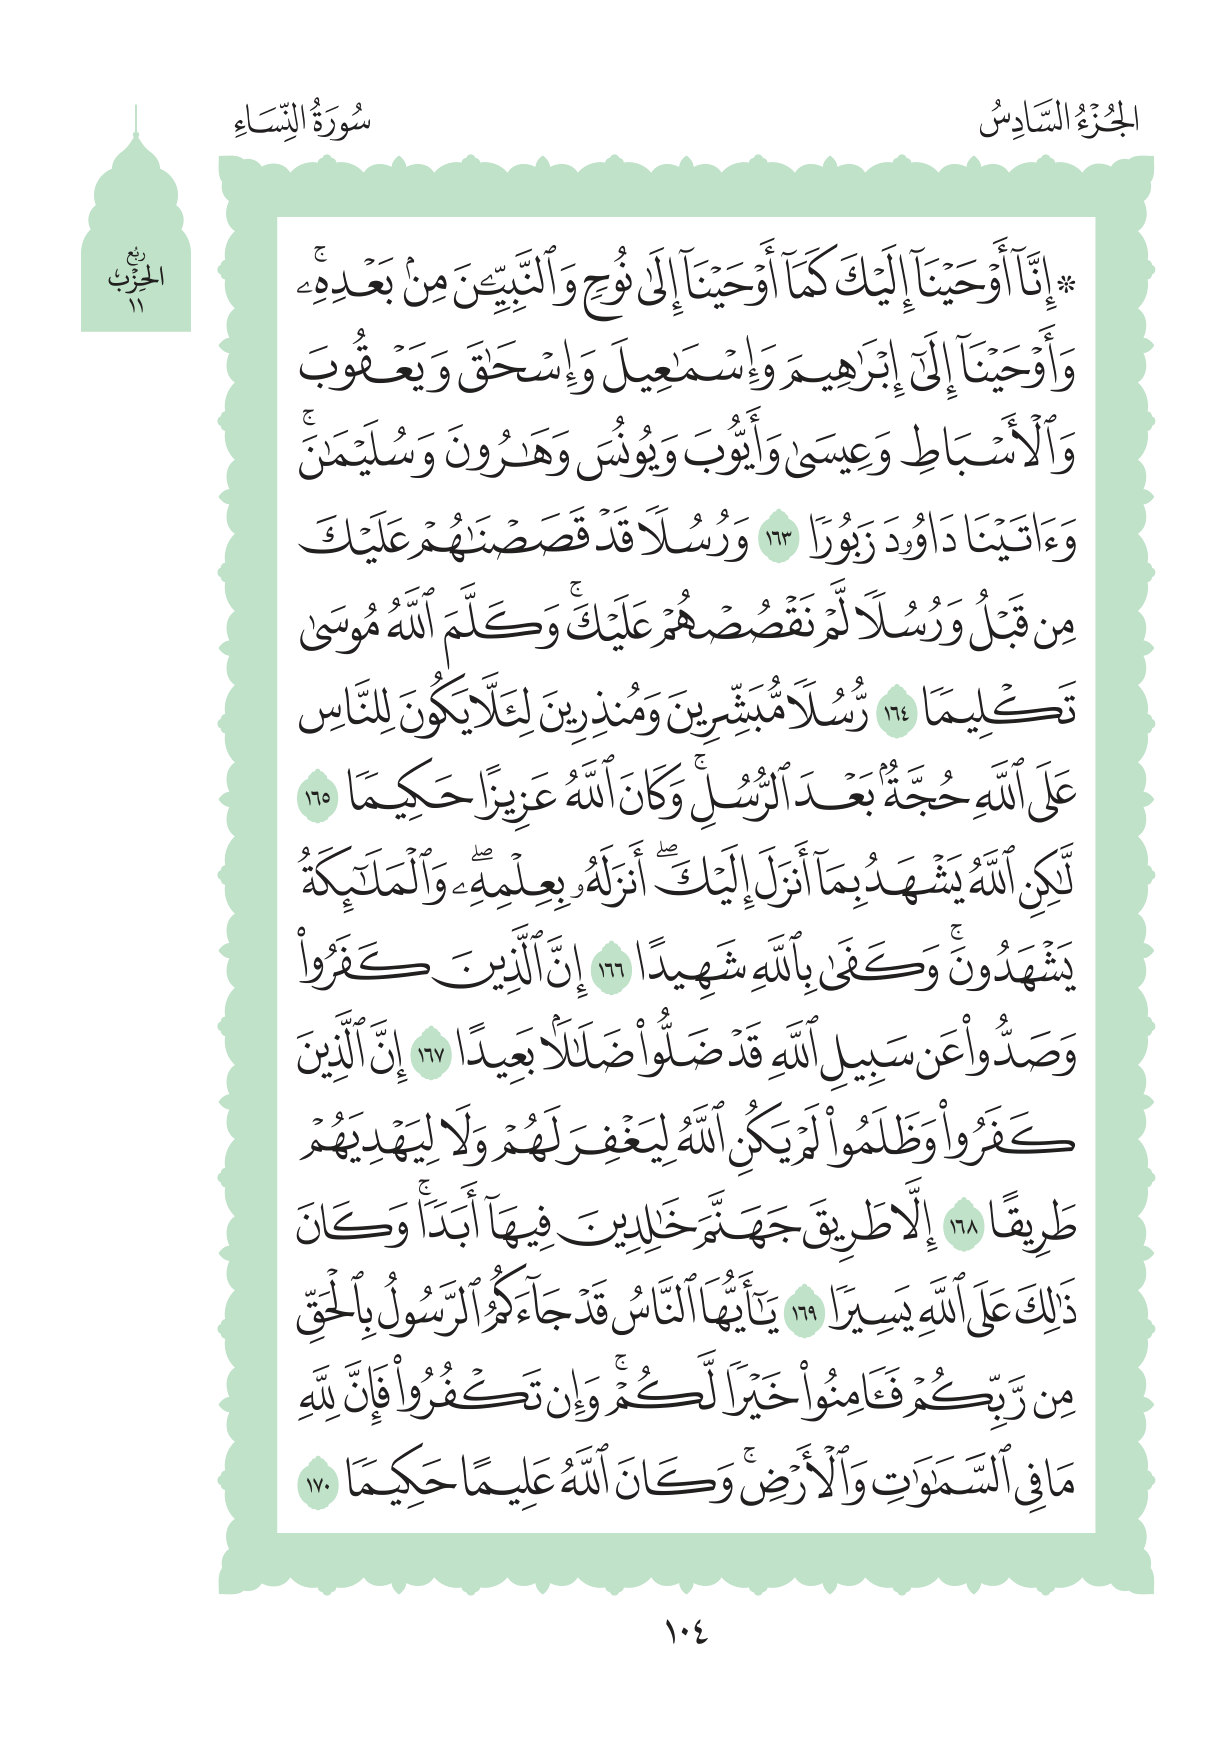 الجُزْءُ السَّادِسُ
سُورَةُ النِّسَاءِ
رُبْع
الحِزْب
١١
* إِنَّآ أَوْحَيْنَآ إِلَيْكَ كَمَآ أَوْحَيْنَآ إِلَىٰ نُوحٍ وَٱلنَّبِيِّـۧنَ مِنۢ بَعْدِهِۦۚ
وَأَوْحَيْنَآ إِلَىٰٓ إِبْرَٰهِيمَ وَإِسْمَٰعِيلَ وَإِسْحَٰقَ وَيَعْقُوبَ
وَٱلْأَسْبَاطِ وَعِيسَىٰ وَأَيُّوبَ وَيُونُسَ وَهَٰرُونَ وَسُلَيْمَٰنَۚ
وَءَاتَيْنَا دَاوُۥدَ زَبُورًا ١٦٣ وَرُسُلًا قَدْ قَصَصْنَٰهُمْ عَلَيْكَ
مِن قَبْلُ وَرُسُلًا لَّمْ نَقْصُصْهُمْ عَلَيْكَۚ وَكَلَّمَ ٱللَّهُ مُوسَىٰ
تَكْلِيمًا ١٦٤ رُّسُلًا مُّبَشِّرِينَ وَمُنذِرِينَ لِئَلَّا يَكُونَ لِلنَّاسِ
عَلَى ٱللَّهِ حُجَّةٌۢ بَعْدَ ٱلرُّسُلِۚ وَكَانَ ٱللَّهُ عَزِيزًا حَكِيمًا ١٦٥
لَّٰكِنِ ٱللَّهُ يَشْهَدُ بِمَآ أَنزَلَ إِلَيْكَۖ أَنزَلَهُۥ بِعِلْمِهِۦۖ وَٱلْمَلَٰٓئِكَةُ
يَشْهَدُونَۚ وَكَفَىٰ بِٱللَّهِ شَهِيدًا ١٦٦ إِنَّ ٱلَّذِينَ كَفَرُوا۟
وَصَدُّوا۟ عَن سَبِيلِ ٱللَّهِ قَدْ ضَلُّوا۟ ضَلَٰلًۢا بَعِيدًا ١٦٧ إِنَّ ٱلَّذِينَ
كَفَرُوا۟ وَظَلَمُوا۟ لَمْ يَكُنِ ٱللَّهُ لِيَغْفِرَ لَهُمْ وَلَا لِيَهْدِيَهُمْ
طَرِيقًا ١٦٨ إِلَّا طَرِيقَ جَهَنَّمَ خَٰلِدِينَ فِيهَآ أَبَدًاۚ وَكَانَ
ذَٰلِكَ عَلَى ٱللَّهِ يَسِيرًا ١٦٩ يَٰٓأَيُّهَا ٱلنَّاسُ قَدْ جَآءَكُمُ ٱلرَّسُولُ بِٱلْحَقِّ
مِن رَّبِّكُمْ فَـَٔامِنُوا۟ خَيْرًا لَّكُمْۚ وَإِن تَكْفُرُوا۟ فَإِنَّ لِلَّهِ
مَا فِى ٱلسَّمَٰوَٰتِ وَٱلْأَرْضِۚ وَكَانَ ٱللَّهُ عَلِيمًا حَكِيمًا ١٧٠
١٠٤